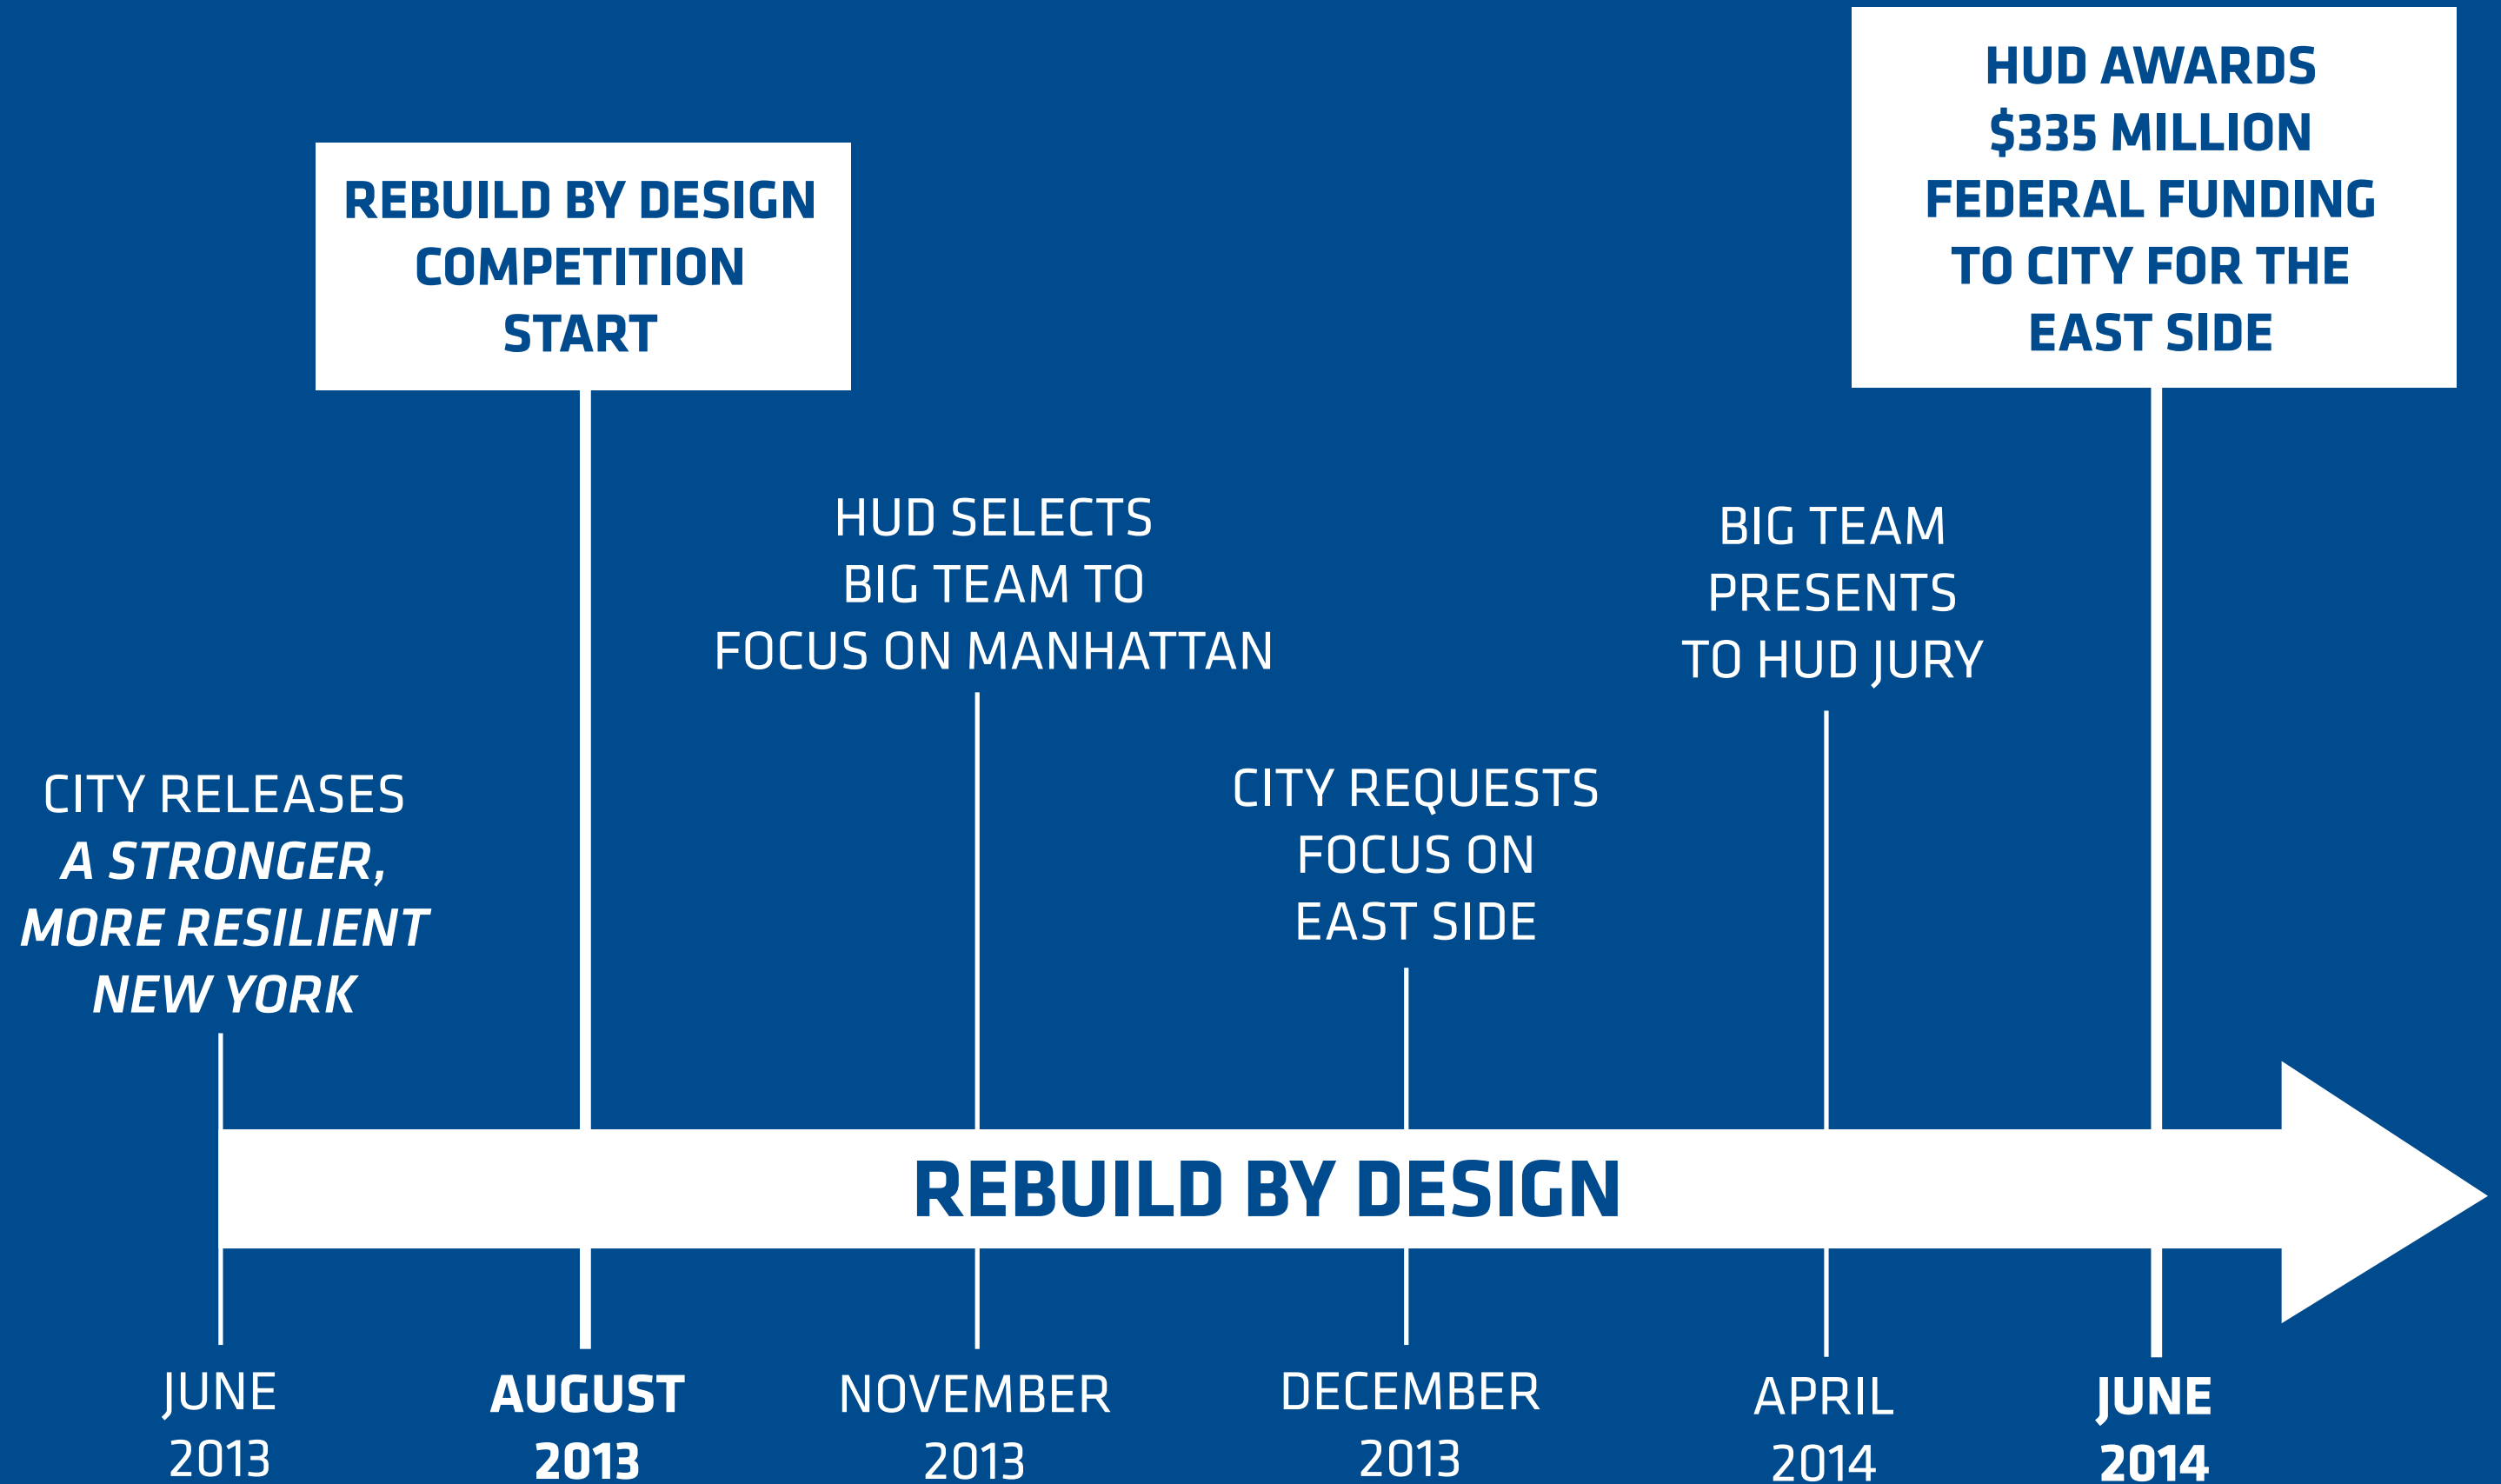 HUD AWARDS
$335 MILLION
FEDERAL FUNDING
TO CITY FOR THE
EAST SIDE
REBUILD BY DESIGN
COMPETITION
START
HUD SELECTS
BIG TEAM TO
FOCUS ON MANHATTAN
BIG TEAM
PRESENTS
TO HUD JURY
CITY RELEASES
A STRONGER,
MORE RESILIENT
NEW YORK
CITY REQUESTS
FOCUS ON
EAST SIDE
REBUILD BY DESIGN
JUNE
2013
AUGUST
2013
NOVEMBER
2013
DECEMBER
2013
APRIL
2014
JUNE
2014